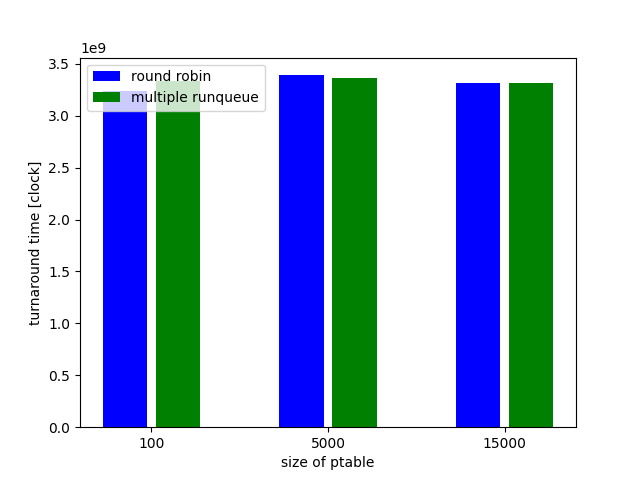 1e9
round robin
multiple runqueue
3.5
3.0
2.5
2.0
1.5
1.0
0.5
0.0
turnaround time [clock]
100 5000 15000
size of ptable